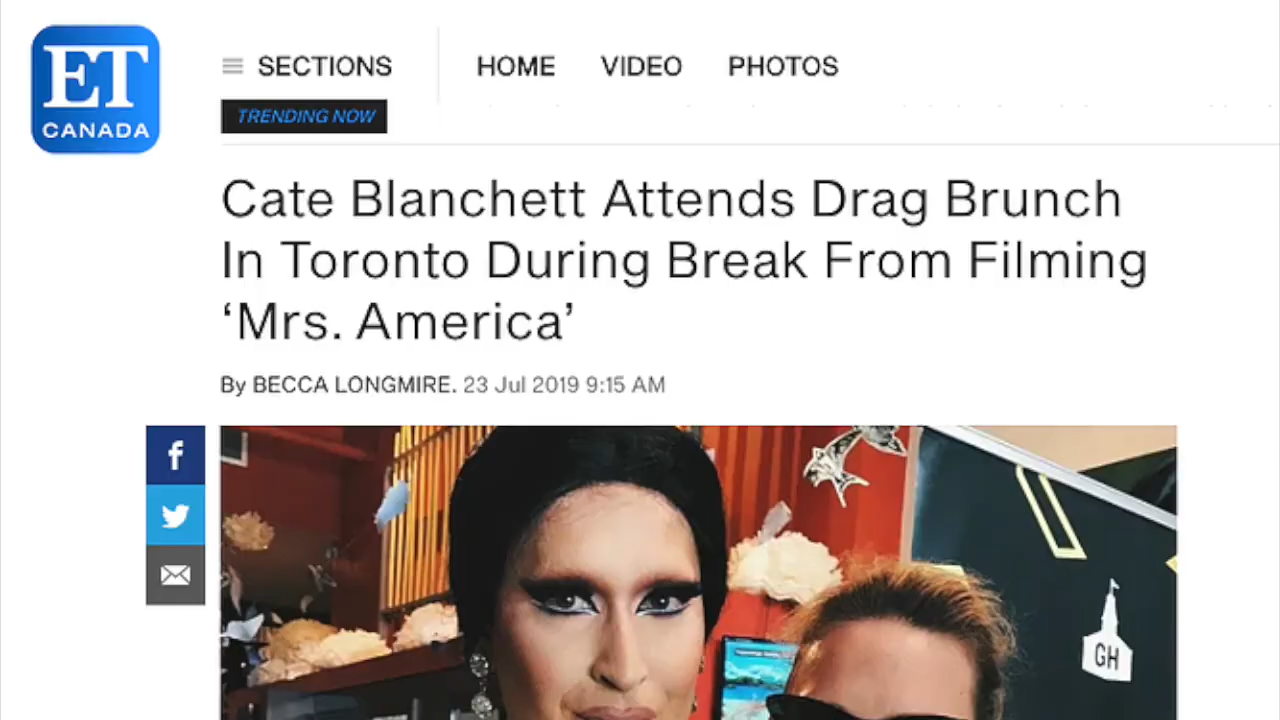 ET
CANADA
SECTIONS
HOME
VIDEO
PHOTOS
TRENDING NOW
Cate Blanchett Attends Drag Brunch
In Toronto During Break From Filming
‘Mrs. America’
By BECCA LONGMIRE. 23 Jul 2019 9:15 AM
f
GH